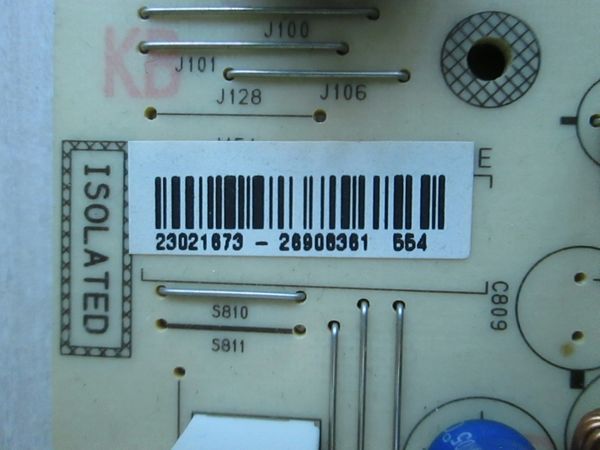 J100
KB
J101
J106
J128
E
ISOLATED
23021673 - 26906361 554
S810
C809
S811